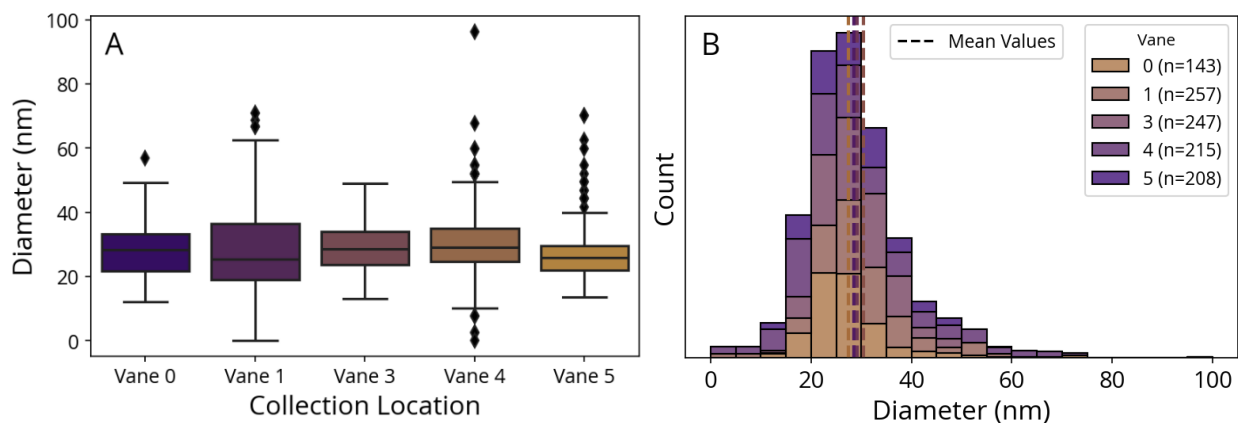 A
Diameter (nm)
100
80
60
40
20
0
Vane 0 Vane 1 Vane 3 Vane 4 Vane 5
Collection Location
B
Mean Values
Vane
0 (n=143)
1 (n=257)
3 (n=247)
4 (n=215)
5 (n=208)
Count
0 20 40 60 80 100
Diameter (nm)